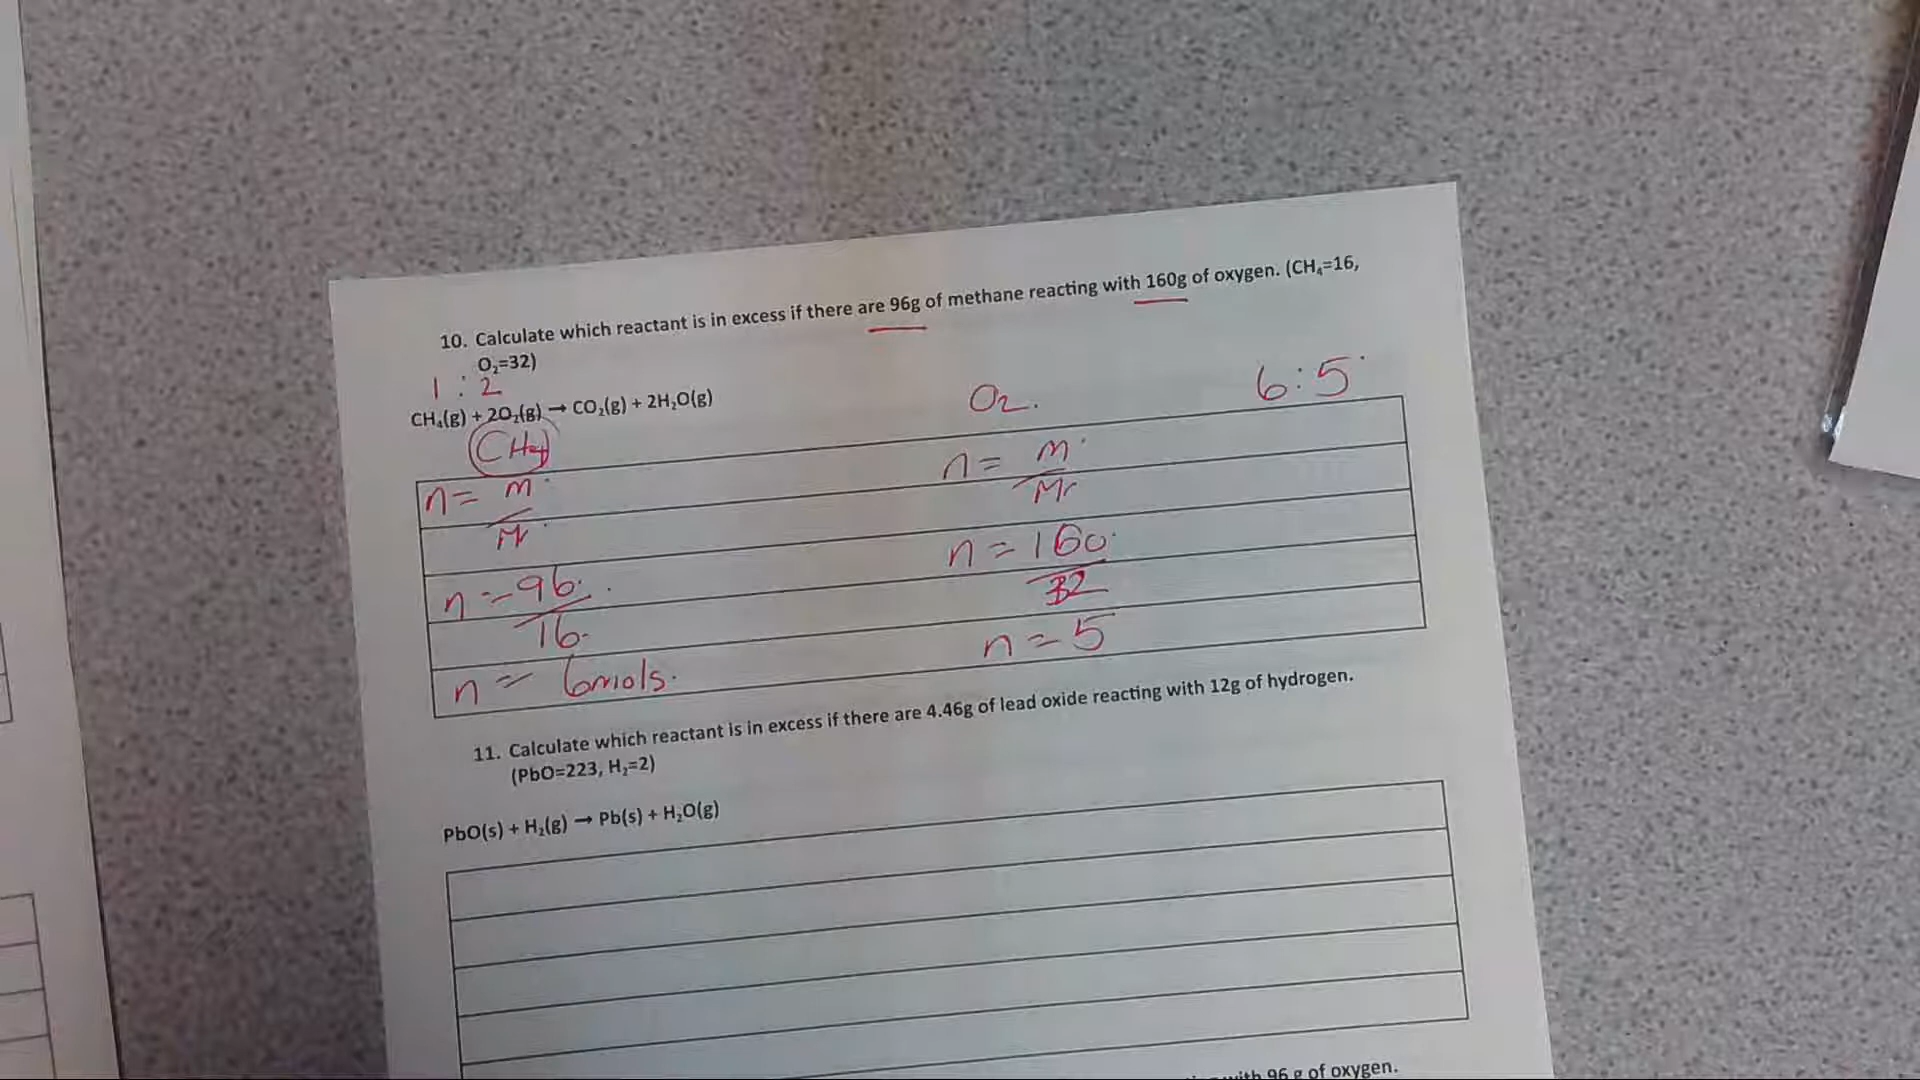 10. Calculate which reactant is in excess if there are 96g of methane reacting with 160g of oxygen. (CH₄=16,
O₂=32)
1 : 2
CH₄(g) + 2O₂(g) → CO₂(g) + 2H₂O(g)
O₂.
6:5
CH₄
n = m
Mr
n = 96
16
n = 6mols.
n = m
Mr
n = 160
32
n = 5
11. Calculate which reactant is in excess if there are 4.46g of lead oxide reacting with 12g of hydrogen.
(PbO=223, H₂=2)
PbO(s) + H₂(g) → Pb(s) + H₂O(g)
with 96 g of oxygen.